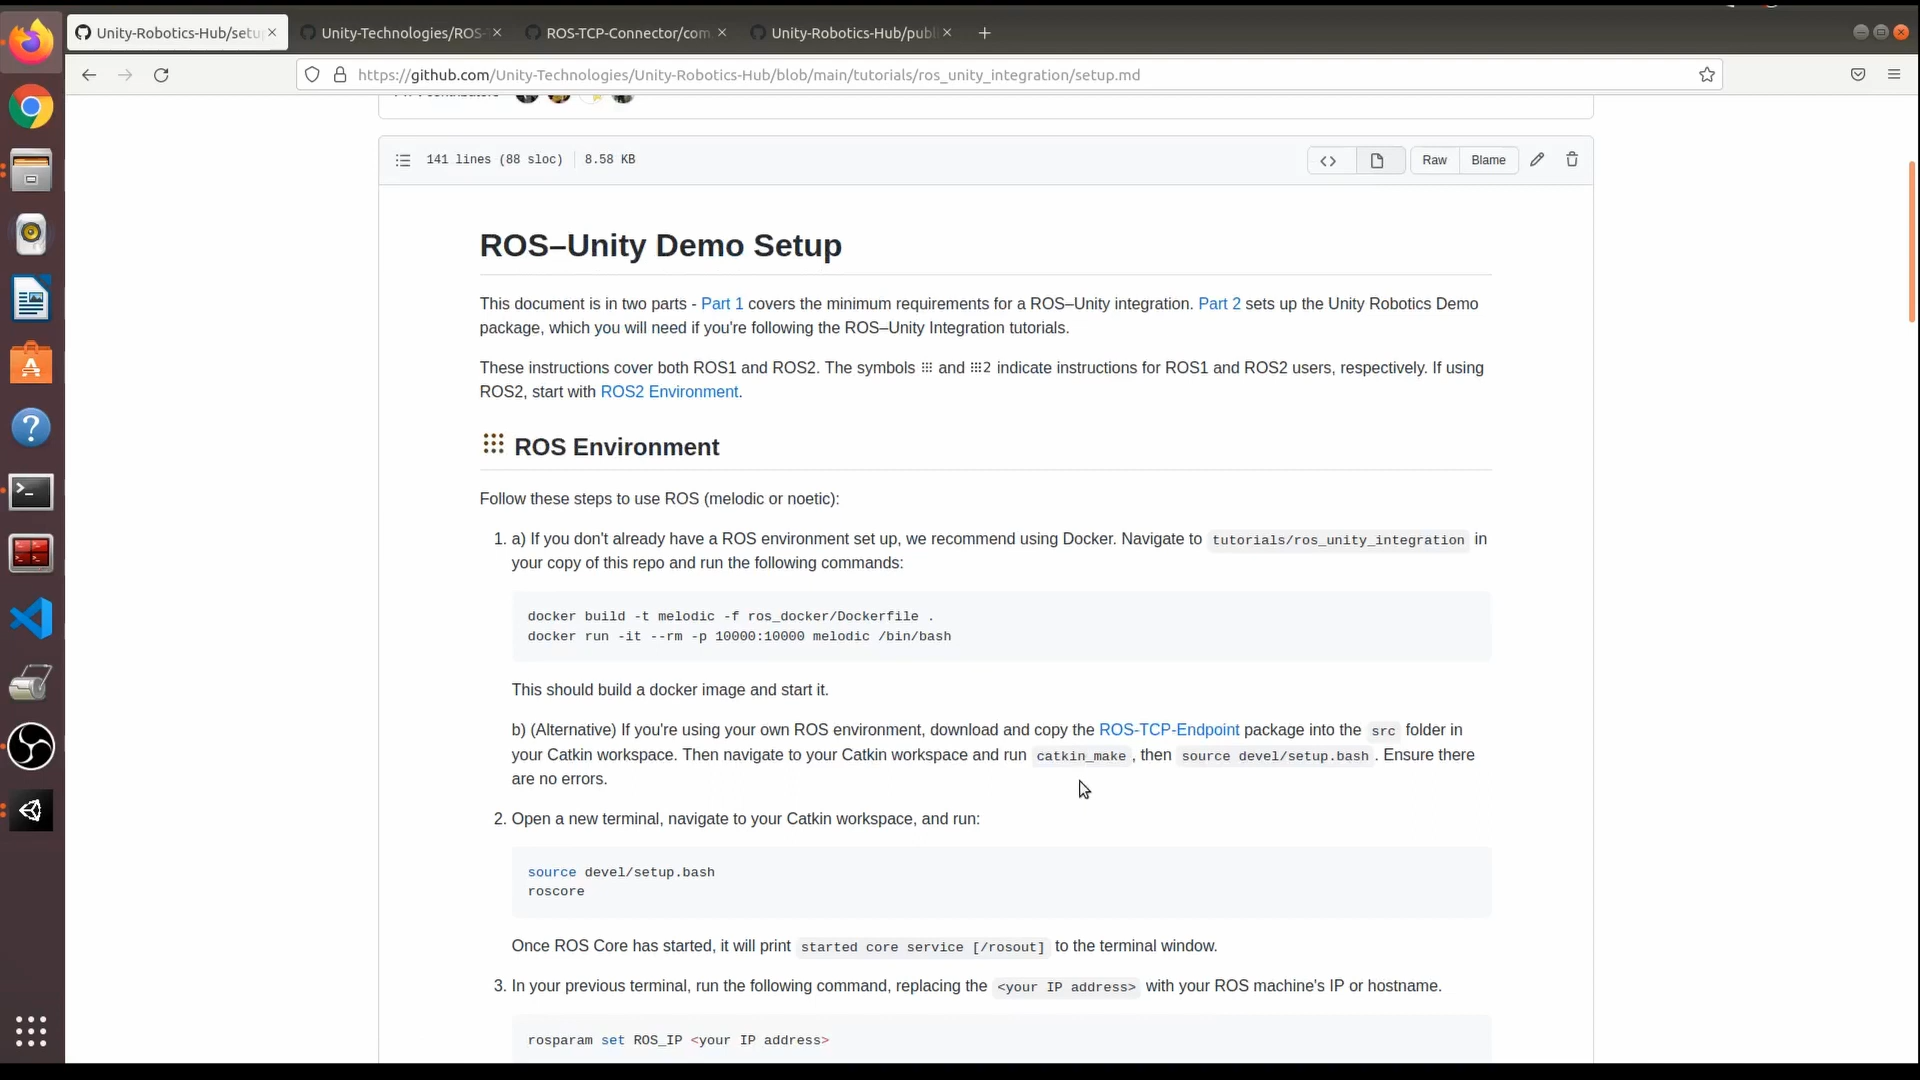 Unity-Robotics-Hub/setu
Unity-Technologies/ROS-
ROS-TCP-Connector/com
Unity-Robotics-Hub/publ
https://github.com/Unity-Technologies/Unity-Robotics-Hub/blob/main/tutorials/ros_unity_integration/setup.md
141 lines (88 sloc) 8.58 KB
Raw Blame
ROS–Unity Demo Setup
This document is in two parts - Part 1 covers the minimum requirements for a ROS–Unity integration. Part 2 sets up the Unity Robotics Demo
package, which you will need if you're following the ROS–Unity Integration tutorials.
These instructions cover both ROS1 and ROS2. The symbols and 2 indicate instructions for ROS1 and ROS2 users, respectively. If using
ROS2, start with ROS2 Environment.
ROS Environment
Follow these steps to use ROS (melodic or noetic):
1. a) If you don't already have a ROS environment set up, we recommend using Docker. Navigate to tutorials/ros_unity_integration in
your copy of this repo and run the following commands:
docker build -t melodic -f ros_docker/Dockerfile .
docker run -it --rm -p 10000:10000 melodic /bin/bash
This should build a docker image and start it.
b) (Alternative) If you're using your own ROS environment, download and copy the ROS-TCP-Endpoint package into the src folder in
your Catkin workspace. Then navigate to your Catkin workspace and run catkin_make, then source devel/setup.bash. Ensure there
are no errors.
2. Open a new terminal, navigate to your Catkin workspace, and run:
source devel/setup.bash
roscore
Once ROS Core has started, it will print started core service [/rosout] to the terminal window.
3. In your previous terminal, run the following command, replacing the <your IP address> with your ROS machine's IP or hostname.
rosparam set ROS_IP <your IP address>